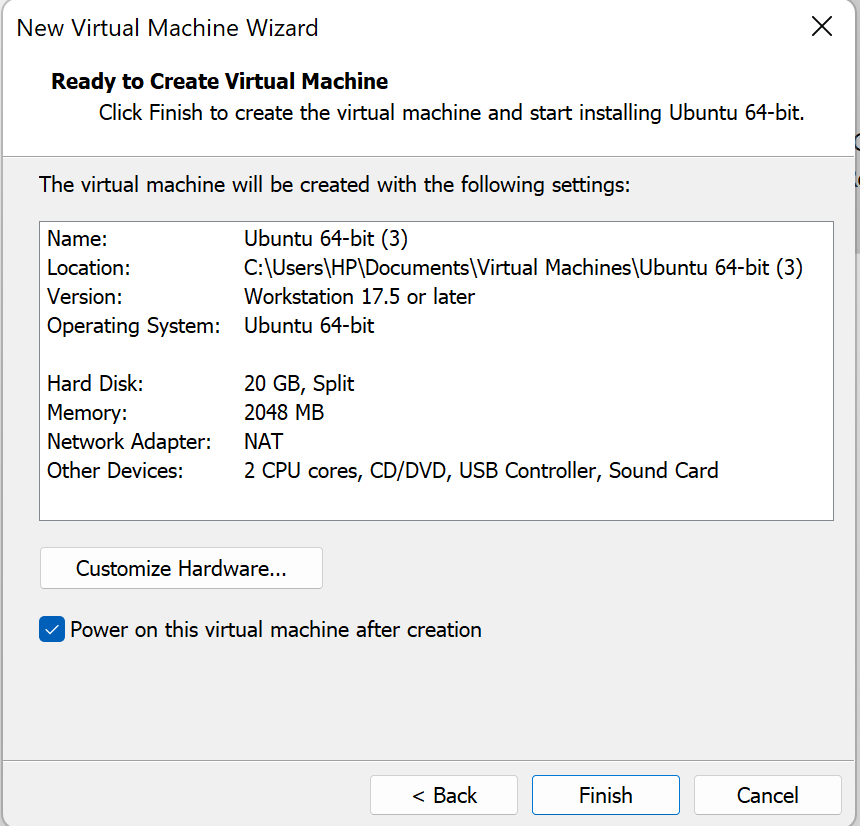 New Virtual Machine Wizard
Ready to Create Virtual Machine
Click Finish to create the virtual machine and start installing Ubuntu 64-bit.
The virtual machine will be created with the following settings:
Name: Ubuntu 64-bit (3)
Location: C:\Users\HP\Documents\Virtual Machines\Ubuntu 64-bit (3)
Version: Workstation 17.5 or later
Operating System: Ubuntu 64-bit
Hard Disk: 20 GB, Split
Memory: 2048 MB
Network Adapter: NAT
Other Devices: 2 CPU cores, CD/DVD, USB Controller, Sound Card
Customize Hardware...
Power on this virtual machine after creation
< Back Finish Cancel